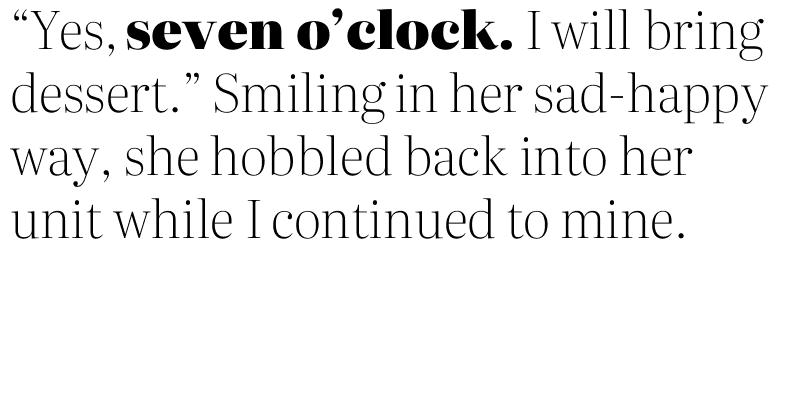 “Yes, seven o’clock. I will bring
dessert.” Smiling in her sad-happy
way, she hobbled back into her
unit while I continued to mine.